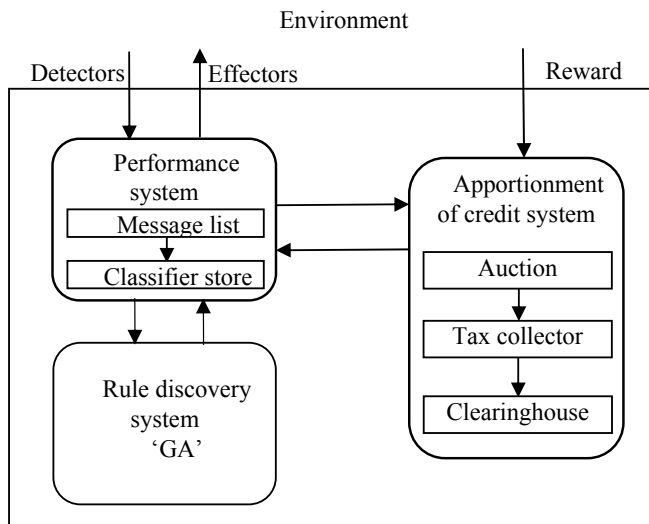 Environment
Detectors
Effectors
Reward
Performance
system
Message list
Classifier store
Apportionment
of credit system
Auction
Tax collector
Clearinghouse
Rule discovery
system
‘GA’